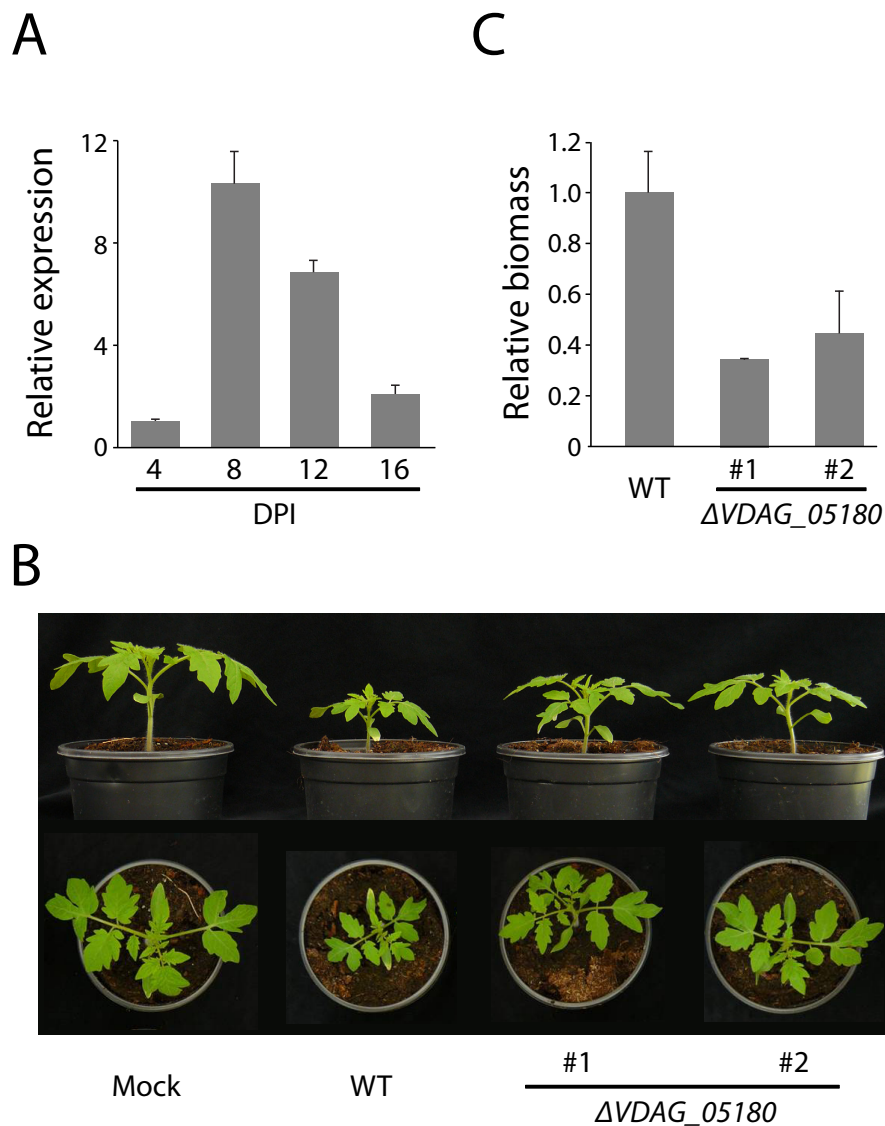 A
Relative expression
12
8
4
0
4 8 12 16
DPI
C
Relative biomass
1.2
1.0
0.8
0.6
0.4
0.2
0
WT #1 #2
ΔVDAG_05180
B
Mock WT #1 #2
ΔVDAG_05180